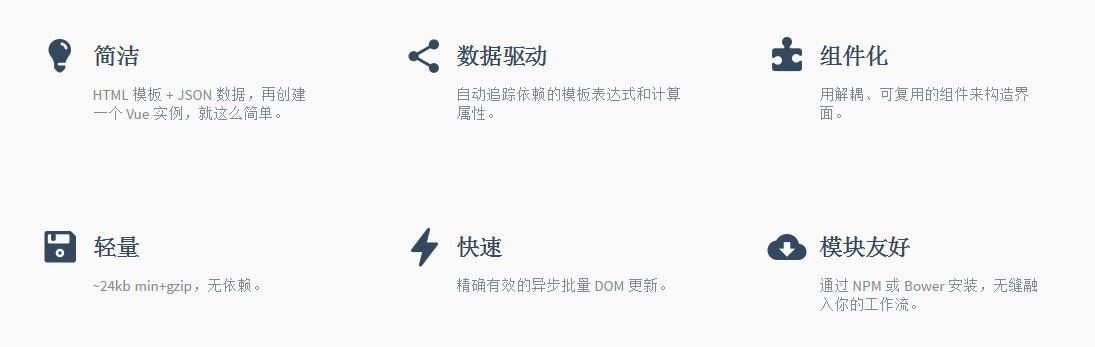 简洁
HTML 模板 + JSON 数据，再创建
一个 Vue 实例，就这么简单。
数据驱动
自动追踪依赖的模板表达式和计算
属性。
组件化
用解耦、可复用的组件来构造界
面。
轻量
~24kb min+gzip，无依赖。
快速
精确有效的异步批量 DOM 更新。
模块友好
通过 NPM 或 Bower 安装，无缝融
入你的工作流。